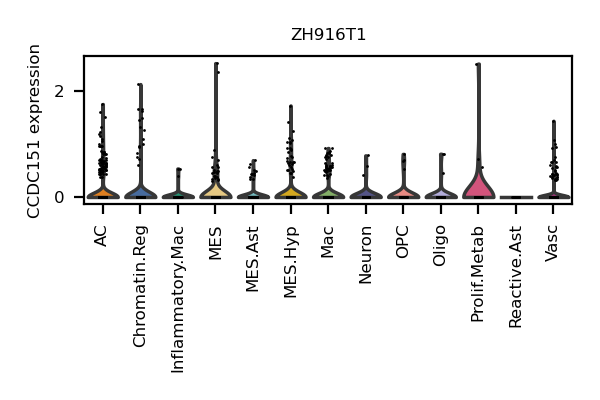 ZH916T1
CCDC151 expression
2
0
AC
Chromatin.Reg
Inflammatory.Mac
MES
MES.Ast
MES.Hyp
Mac
Neuron
OPC
Oligo
Prolif.Metab
Reactive.Ast
Vasc